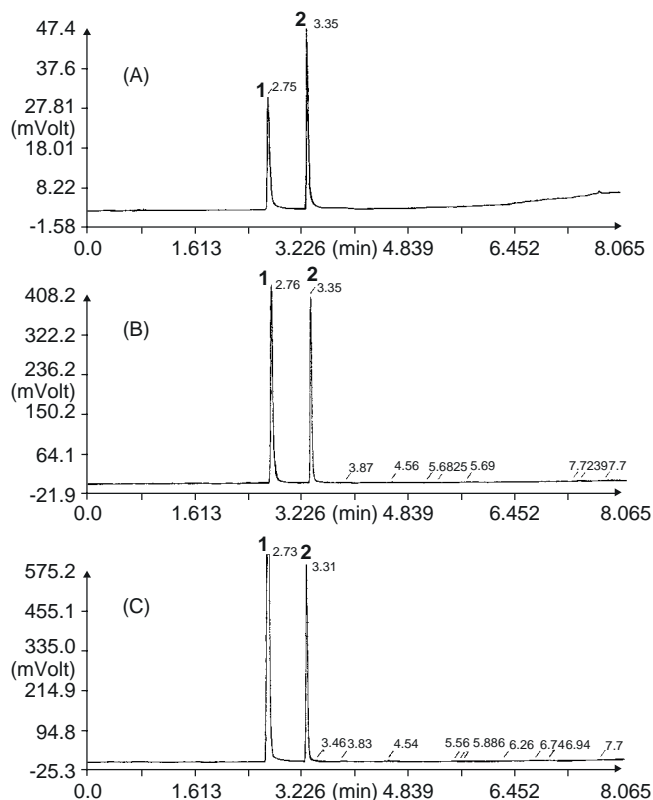 47.4
2 3.35
37.6
(A)
1 2.75
27.81
(mVolt)
18.01
8.22
-1.58
0.0 1.613 3.226 (min) 4.839 6.452 8.065
1 2.76 2 3.35
408.2
322.2
(B)
236.2
(mVolt)
150.2
64.1
3.87 4.56 5.6825 5.69 7.72397.7
-21.9
0.0 1.613 3.226 (min) 4.839 6.452 8.065
1 2.73 2 3.31
575.2
(C)
455.1
335.0
(mVolt)
214.9
94.8
3.463.83 4.54 5.56 5.886 6.26 6.746.94 7.7
-25.3
0.0 1.613 3.226 (min) 4.839 6.452 8.065